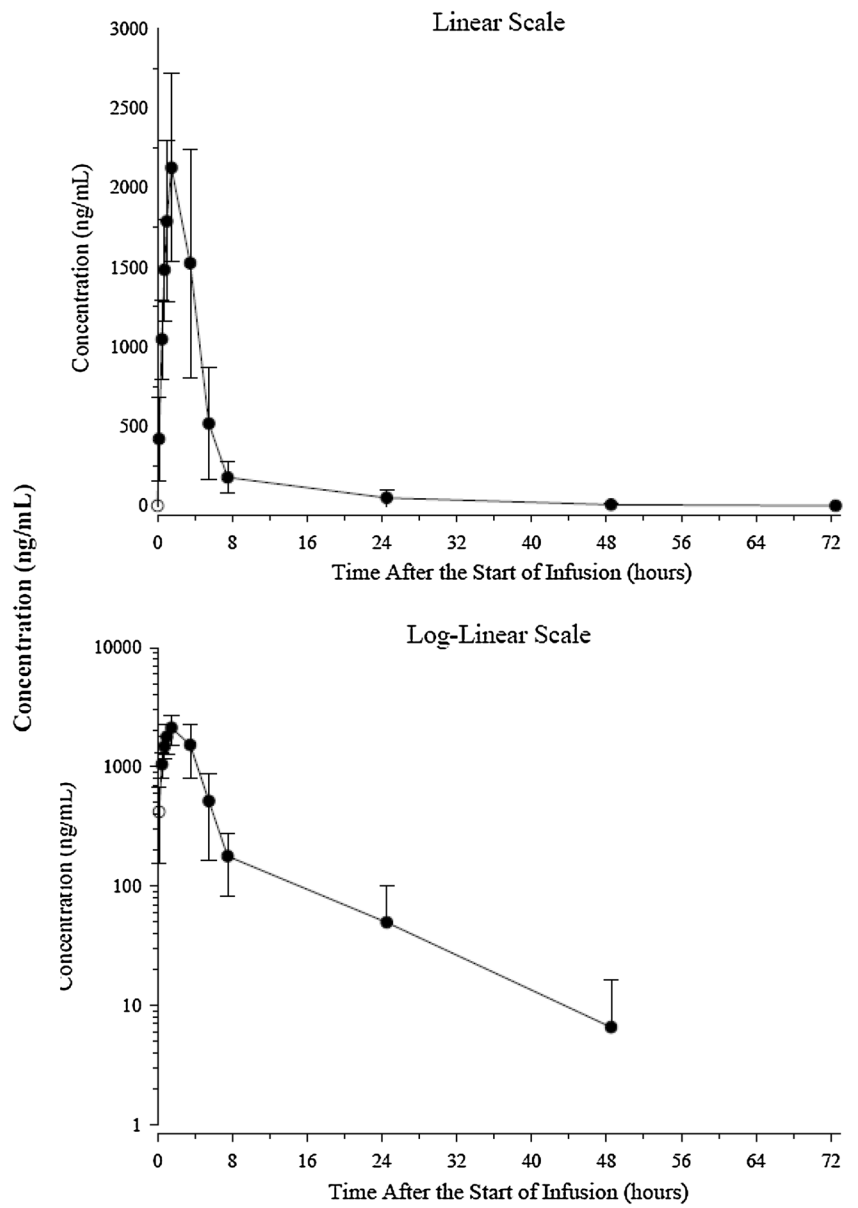 Linear Scale
3000
2500
2000
1500
1000
500
0
Concentration (ng/mL)
0 8 16 24 32 40 48 56 64 72
Time After the Start of Infusion (hours)
Concentration (ng/mL)
Log-Linear Scale
10000
1000
100
10
1
Concentration (ng/mL)
0 8 16 24 32 40 48 56 64 72
Time After the Start of Infusion (hours)